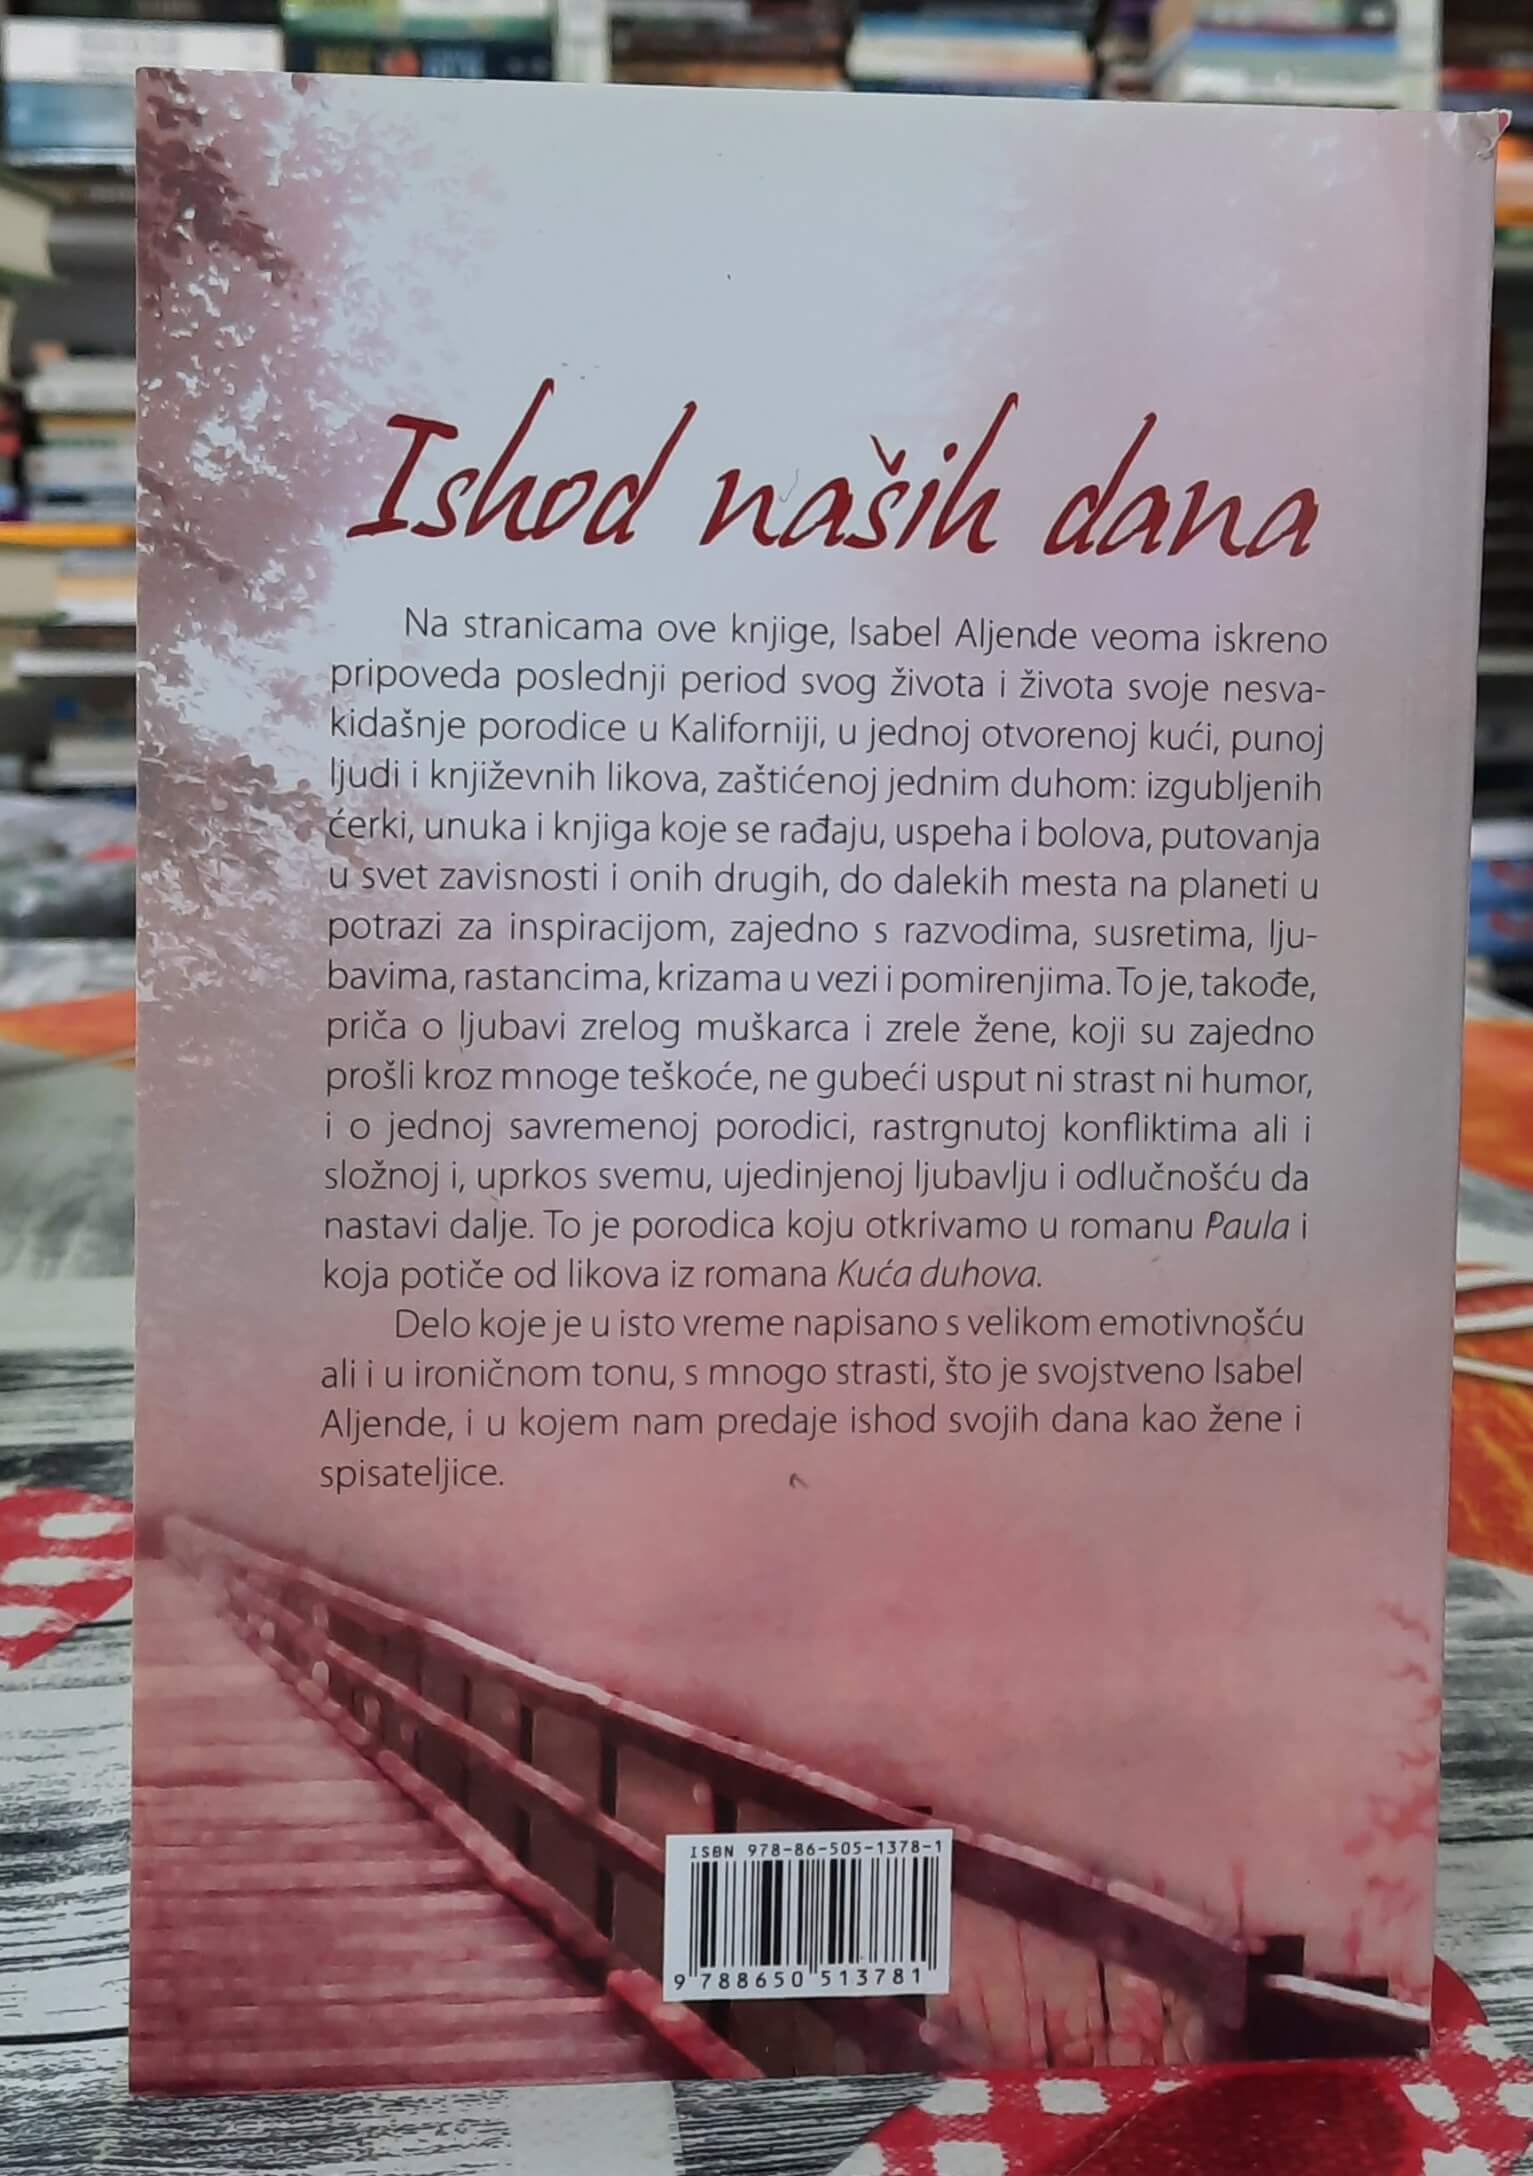 Ishod naših dana
Na stranicama ove knjige, Isabel Aljende veoma iskreno
pripoveda poslednji period svog života i života svoje nesva-
kidašnje porodice u Kaliforniji, u jednoj otvorenoj kući, punoj
ljudi i književnih likova, zaštićenoj jednim duhom: izgubljenih
ćerki, unuka i knjiga koje se rađaju, uspeha i bolova, putovanja
u svet zavisnosti i onih drugih, do dalekih mesta na planeti u
potrazi za inspiracijom, zajedno s razvodima, susretima, lju-
bavima, rastancima, krizama u vezi i pomirenjima. To je, takođe,
priča o ljubavi zrelog muškarca i zrele žene, koji su zajedno
prošli kroz mnoge teškoće, ne gubeći usput ni strast ni humor,
i o jednoj savremenoj porodici, rastrgnutoj konfliktima ali i
složnoj i, uprkos svemu, ujedinjenoj ljubavlju i odlučnošću da
nastavi dalje. To je porodica koju otkrivamo u romanu Paula i
koja potiče od likova iz romana Kuća duhova.
Delo koje je u isto vreme napisano s velikom emotivnošću
ali i u ironičnom tonu, s mnogo strasti, što je svojstveno Isabel
Aljende, i u kojem nam predaje ishod svojih dana kao žene i
spisateljice.
ISBN 978-86-505-1378-1
9 788650 513781